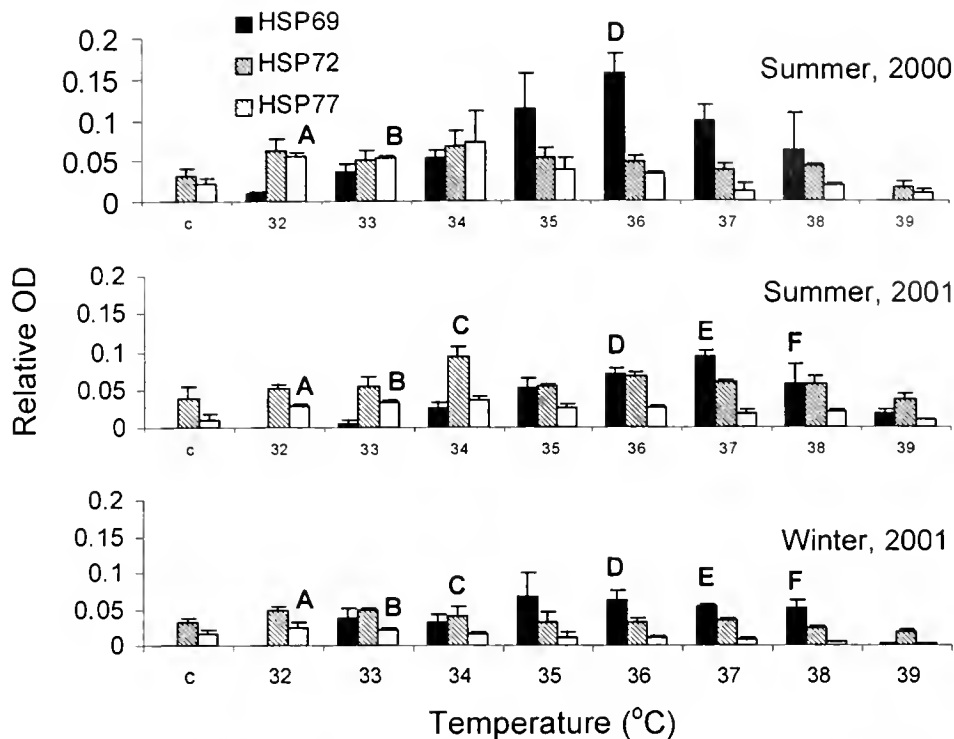 HSP69
HSP72
HSP77
Summer, 2000
0.2
0.15
0.1
0.05
0
A
B
D
c 32 33 34 35 36 37 38 39
Summer, 2001
0.2
0.15
0.1
0.05
0
A
B
C
D
E
F
c 32 33 34 35 36 37 38 39
Relative OD
Winter, 2001
0.2
0.15
0.1
0.05
0
A
B
C
D
E
F
c 32 33 34 35 36 37 38 39
Temperature (°C)